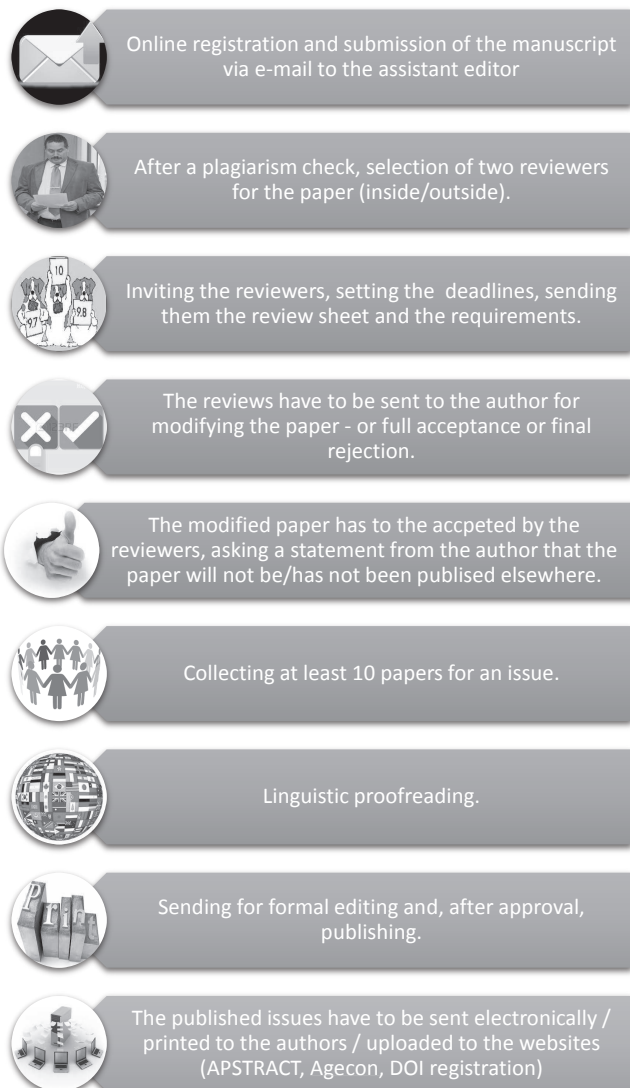 Online registration and submission of the manuscript
via e-mail to the assistant editor
After a plagiarism check, selection of two reviewers
for the paper (inside/outside).
10
9.7
9.8
Inviting the reviewers, setting the deadlines, sending
them the review sheet and the requirements.
The reviews have to be sent to the author for
modifying the paper - or full acceptance or final
rejection.
The modified paper has to the accpeted by the
reviewers, asking a statement from the author that the
paper will not be/has not been publised elsewhere.
Collecting at least 10 papers for an issue.
Linguistic proofreading.
Print
Sending for formal editing and, after approval,
publishing.
The published issues have to be sent electronically /
printed to the authors / uploaded to the websites
(APSTRACT, Agecon, DOI registration)